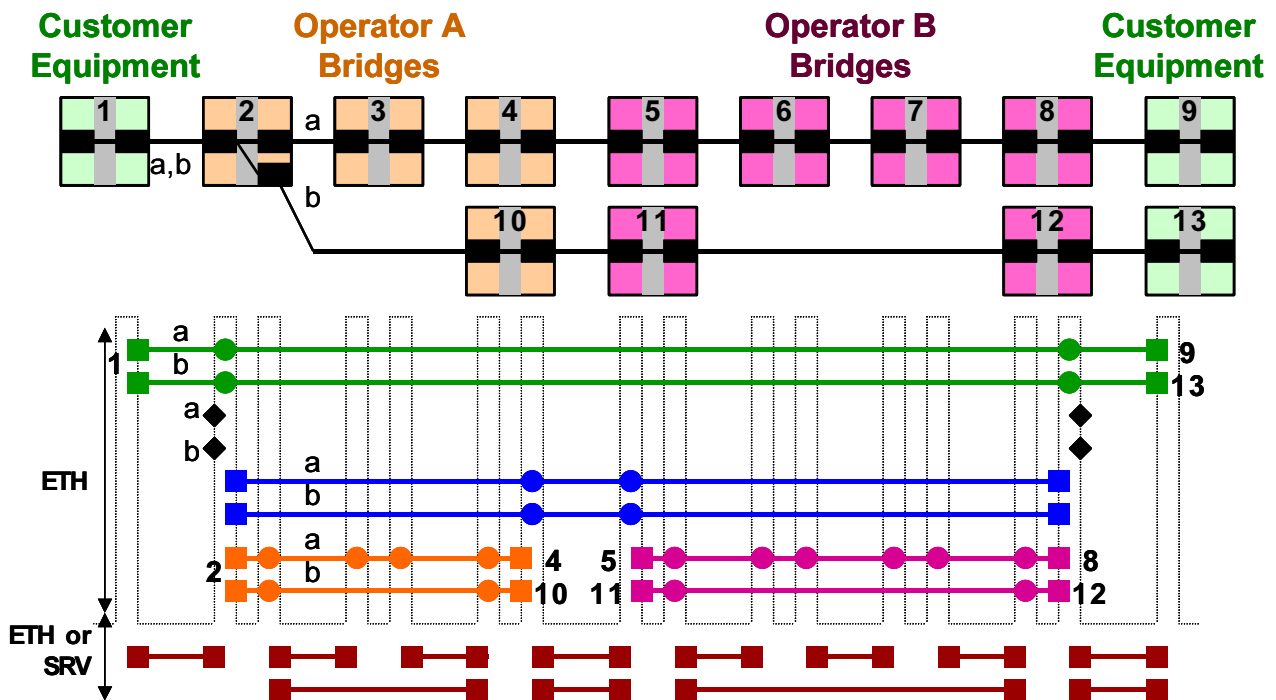 Customer Equipment
Operator A Bridges
Operator B Bridges
Customer Equipment
1
2
a
3
4
5
6
7
8
9
a,b
b
10
11
12
13
a
1
b
9
13
a
b
a
ETH
b
a
2
b
4
5
8
10
11
12
ETH or
SRV